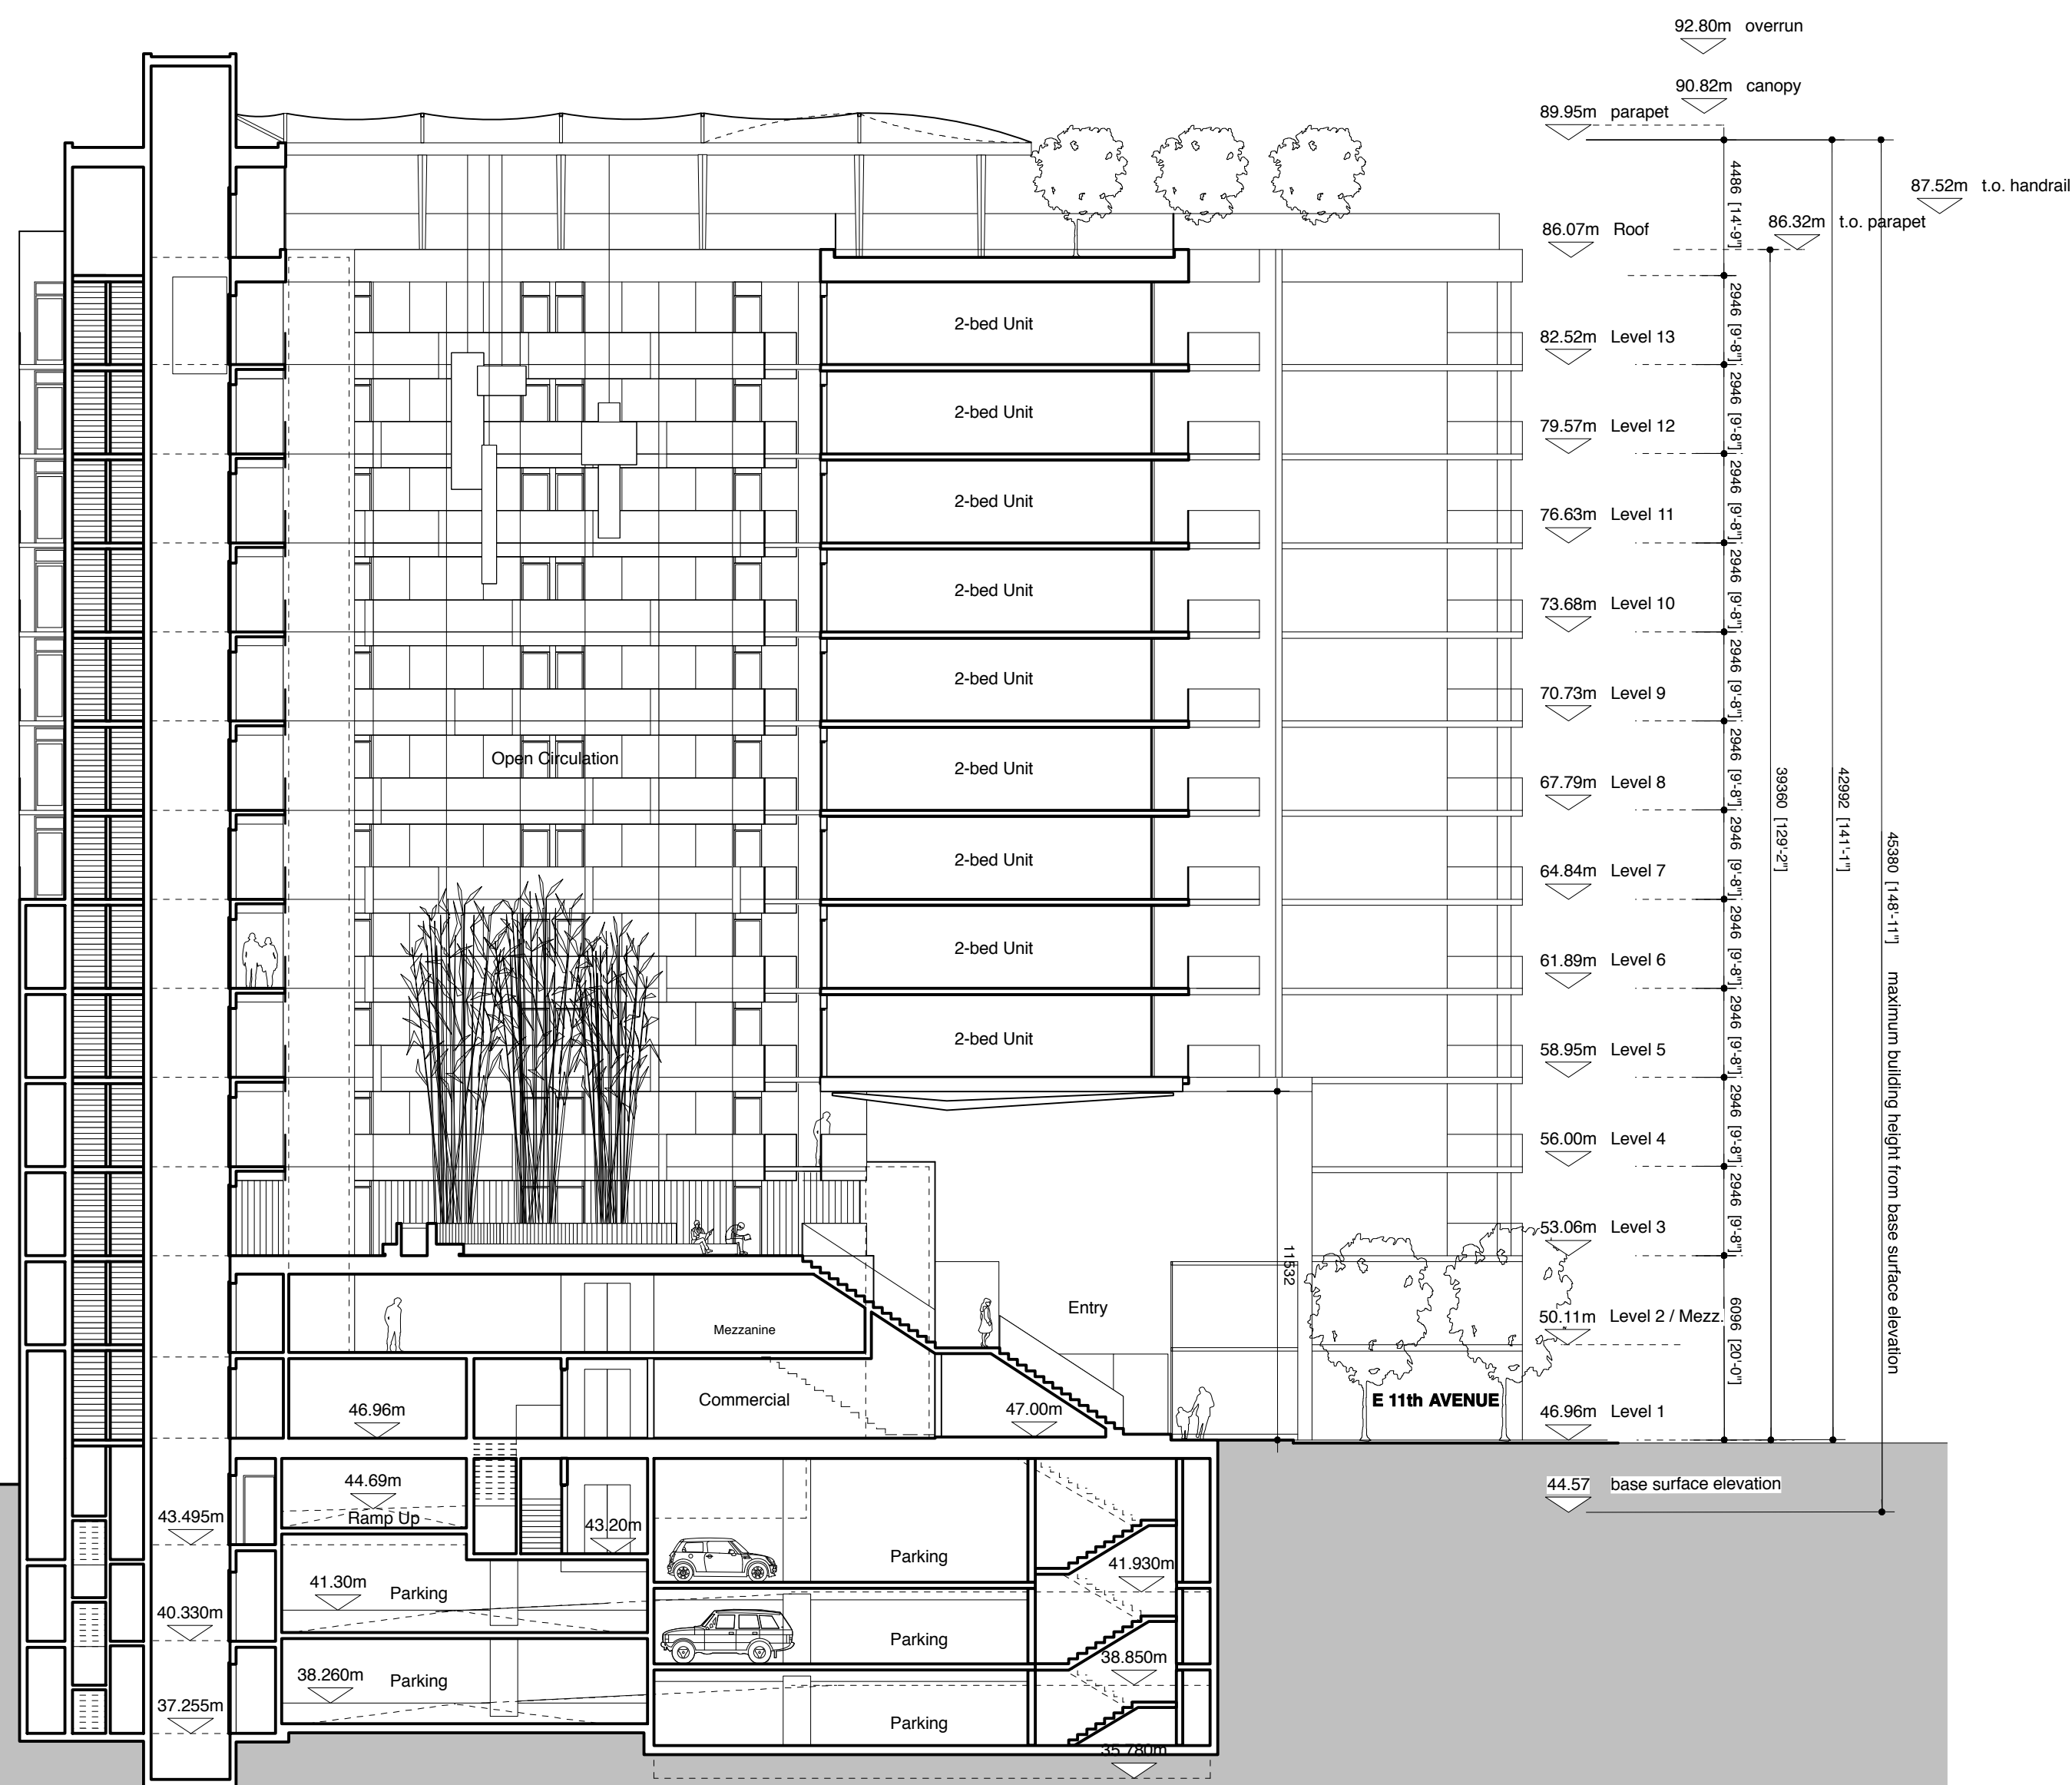 92.80m overrun
90.82m canopy
89.95m parapet
87.52m t.o. handrail
86.32m t.o. parapet
86.07m Roof
4486 [14'-9"]
2-bed Unit
82.52m Level 13
2946 [9'-8"]
2-bed Unit
79.57m Level 12
2946 [9'-8"]
2-bed Unit
76.63m Level 11
2946 [9'-8"]
2-bed Unit
73.68m Level 10
2946 [9'-8"]
2-bed Unit
70.73m Level 9
2946 [9'-8"]
Open Circulation
2-bed Unit
67.79m Level 8
2946 [9'-8"]
2-bed Unit
64.84m Level 7
2946 [9'-8"]
2-bed Unit
61.89m Level 6
2946 [9'-8"]
2-bed Unit
58.95m Level 5
2946 [9'-8"]
56.00m Level 4
2946 [9'-8"]
53.06m Level 3
2946 [9'-8"]
50.11m Level 2 / Mezz.
6096 [20'-0"]
46.96m Level 1
44.57 base surface elevation
39360 [129'-2"]
42992 [141'-1"]
45380 [148'-11"] maximum building height from base surface elevation
11532
Entry
Mezzanine
Commercial
46.96m
47.00m
E 11th AVENUE
44.69m
Ramp Up
43.495m
43.20m
Parking
41.930m
41.30m
Parking
40.330m
Parking
38.850m
38.260m
Parking
37.255m
Parking
35.780m